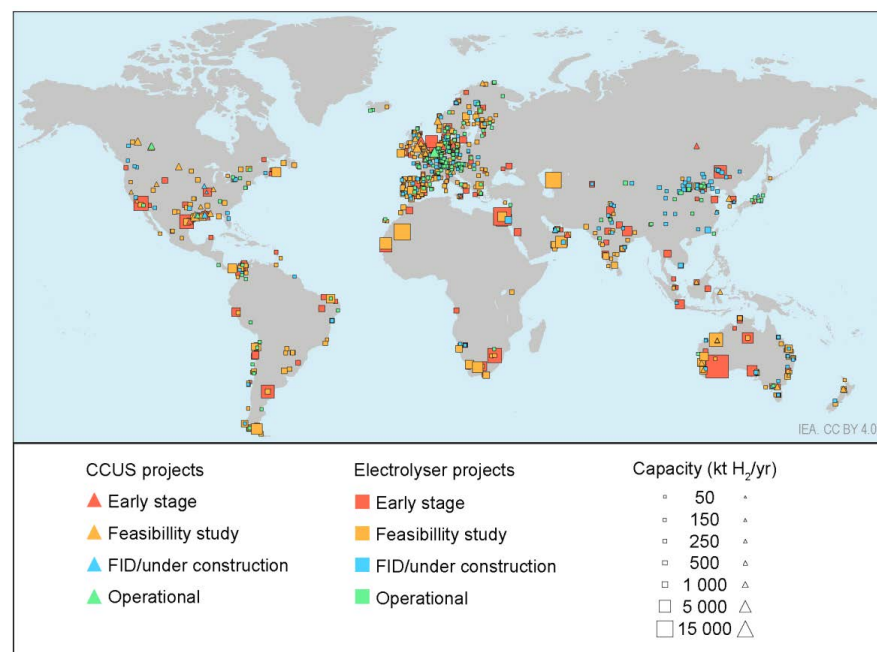 IEA. CC BY 4.0
CCUS projects
Early stage
Feasibillity study
FID/under construction
Operational
Electrolyser projects
Early stage
Feasibility study
FID/under construction
Operational
Capacity (kt H₂/yr)
50
150
250
500
1 000
5 000
15 000